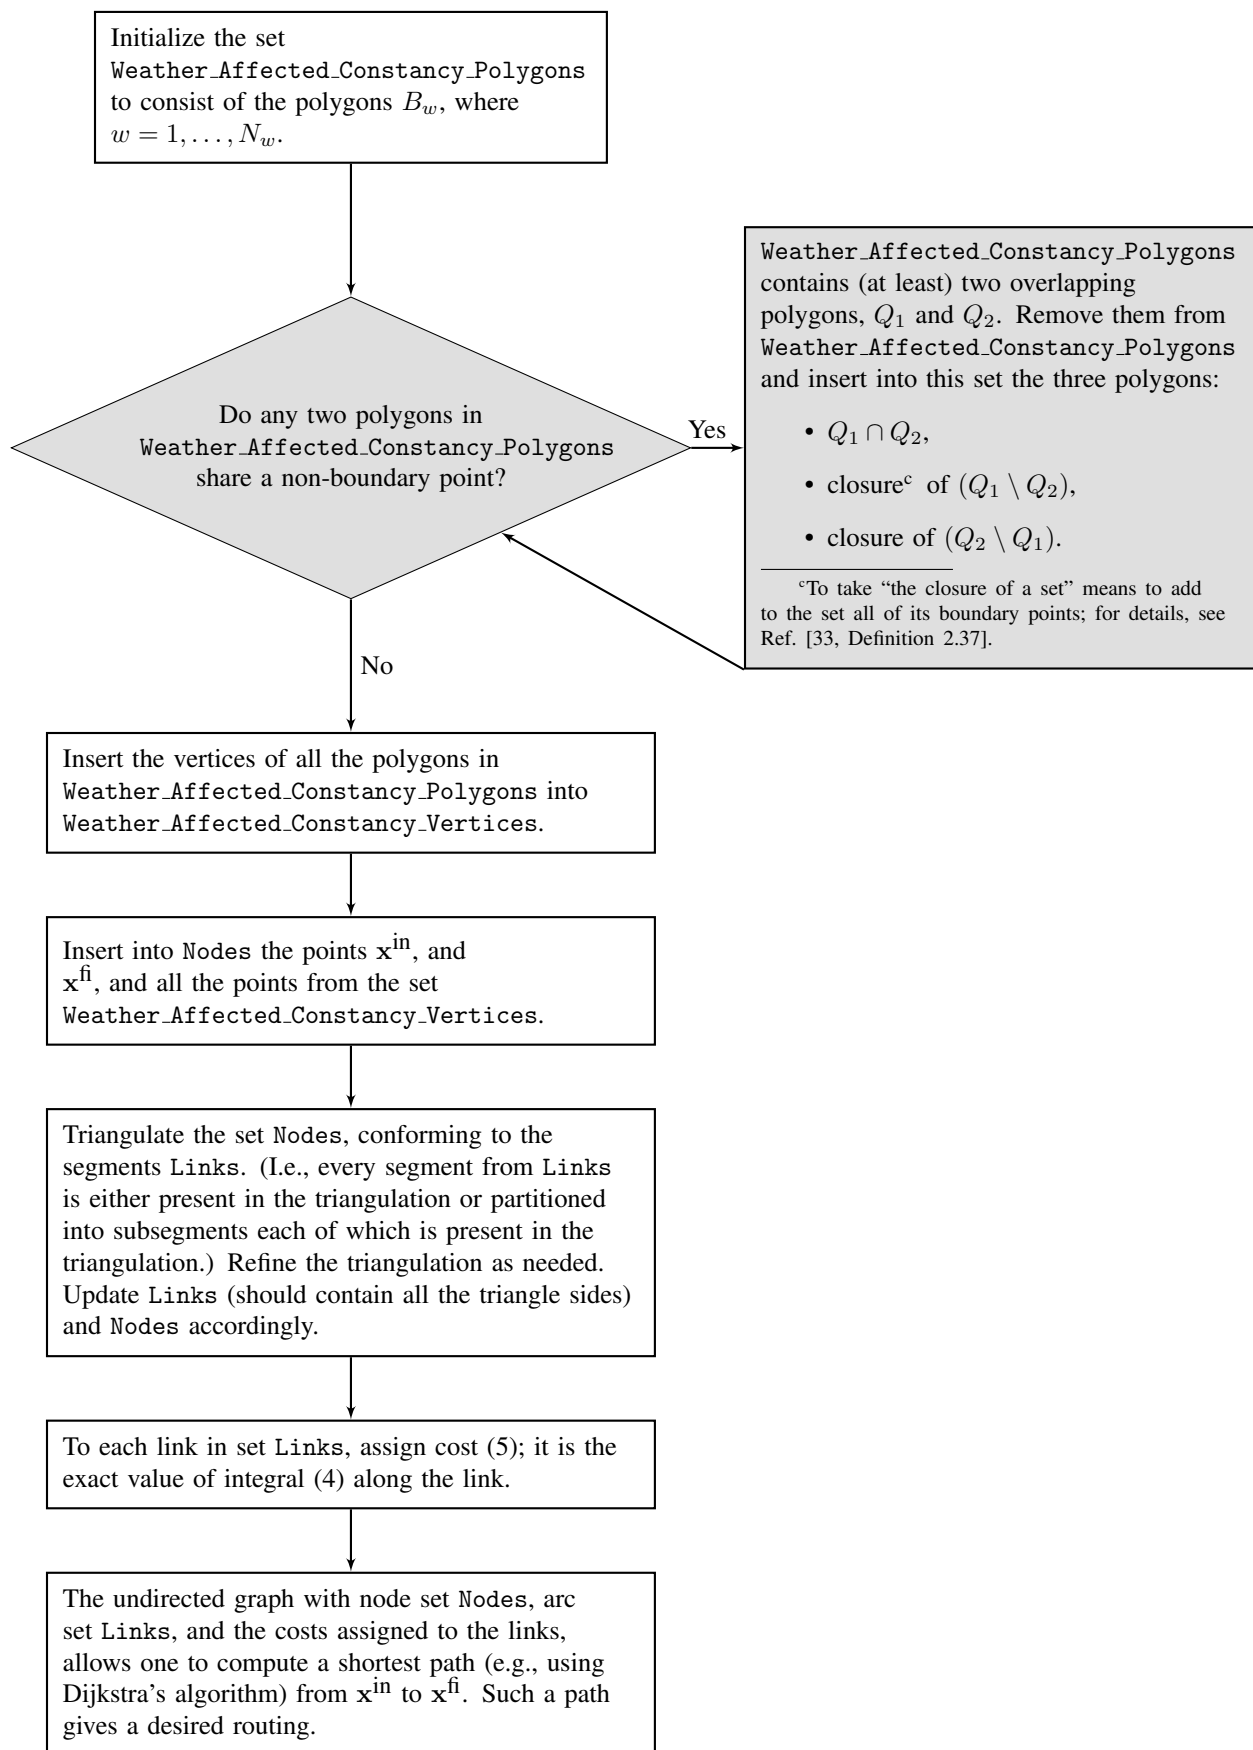 Initialize the set
Weather_Affected_Constancy_Polygons
to consist of the polygons B_w, where
w = 1, . . . , N_w.
Weather_Affected_Constancy_Polygons
contains (at least) two overlapping
polygons, Q_1 and Q_2. Remove them from
Weather_Affected_Constancy_Polygons
and insert into this set the three polygons:
• Q_1 ∩ Q_2,
• closure^c of (Q_1 \ Q_2),
• closure of (Q_2 \ Q_1).
^cTo take “the closure of a set” means to add
to the set all of its boundary points; for details, see
Ref. [33, Definition 2.37].
Do any two polygons in
Weather_Affected_Constancy_Polygons
share a non-boundary point?
Yes
No
Insert the vertices of all the polygons in
Weather_Affected_Constancy_Polygons into
Weather_Affected_Constancy_Vertices.
Insert into Nodes the points x^in, and
x^fi, and all the points from the set
Weather_Affected_Constancy_Vertices.
Triangulate the set Nodes, conforming to the
segments Links. (I.e., every segment from Links
is either present in the triangulation or partitioned
into subsegments each of which is present in the
triangulation.) Refine the triangulation as needed.
Update Links (should contain all the triangle sides)
and Nodes accordingly.
To each link in set Links, assign cost (5); it is the
exact value of integral (4) along the link.
The undirected graph with node set Nodes, arc
set Links, and the costs assigned to the links,
allows one to compute a shortest path (e.g., using
Dijkstra’s algorithm) from x^in to x^fi. Such a path
gives a desired routing.